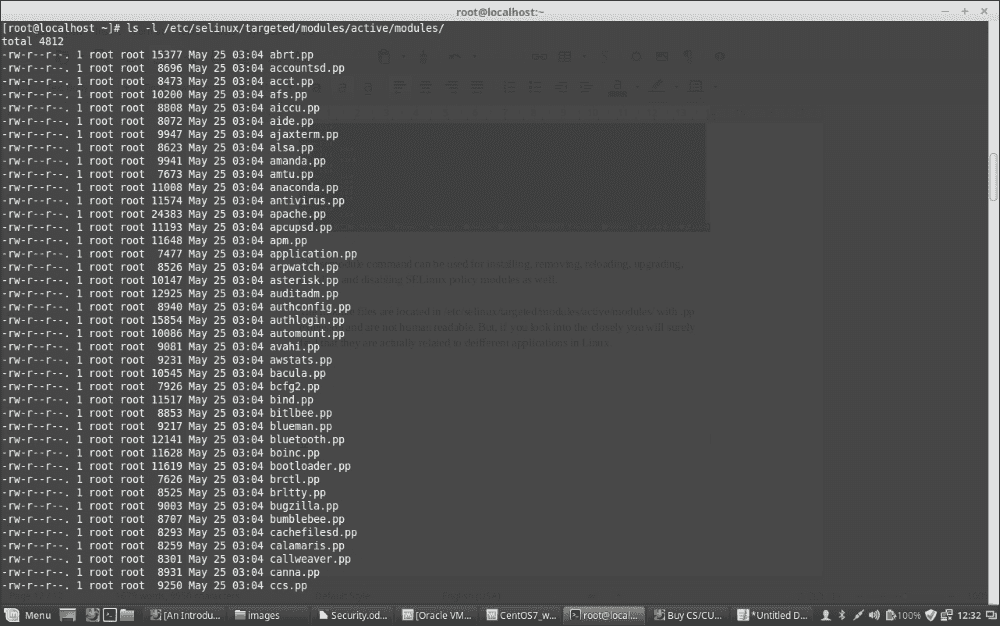 root@localhost:~
[root@localhost ~]# ls -l /etc/selinux/targeted/modules/active/modules/
total 4812
-rw-r--r--. 1 root root 15377 May 25 03:04 abrt.pp
-rw-r--r--. 1 root root  8696 May 25 03:04 accountsd.pp
-rw-r--r--. 1 root root  8473 May 25 03:04 acct.pp
-rw-r--r--. 1 root root 10200 May 25 03:04 afs.pp
-rw-r--r--. 1 root root  8808 May 25 03:04 aiccu.pp
-rw-r--r--. 1 root root  8072 May 25 03:04 aide.pp
-rw-r--r--. 1 root root  9947 May 25 03:04 ajaxterm.pp
-rw-r--r--. 1 root root  8623 May 25 03:04 alsa.pp
-rw-r--r--. 1 root root  9941 May 25 03:04 amanda.pp
-rw-r--r--. 1 root root  7673 May 25 03:04 amtu.pp
-rw-r--r--. 1 root root 11008 May 25 03:04 anaconda.pp
-rw-r--r--. 1 root root 11574 May 25 03:04 antivirus.pp
-rw-r--r--. 1 root root 24383 May 25 03:04 apache.pp
-rw-r--r--. 1 root root 11193 May 25 03:04 apcupsd.pp
-rw-r--r--. 1 root root 11648 May 25 03:04 apm.pp
-rw-r--r--. 1 root root  7477 May 25 03:04 application.pp
-rw-r--r--. 1 root root  8526 May 25 03:04 arpwatch.pp
-rw-r--r--. 1 root root 10147 May 25 03:04 asterisk.pp
-rw-r--r--. 1 root root 12925 May 25 03:04 auditadm.pp
-rw-r--r--. 1 root root  8940 May 25 03:04 authconfig.pp
-rw-r--r--. 1 root root 15854 May 25 03:04 authlogin.pp
-rw-r--r--. 1 root root 10086 May 25 03:04 automount.pp
-rw-r--r--. 1 root root  9081 May 25 03:04 avahi.pp
-rw-r--r--. 1 root root  9231 May 25 03:04 awstats.pp
-rw-r--r--. 1 root root 10545 May 25 03:04 bacula.pp
-rw-r--r--. 1 root root  7926 May 25 03:04 bcfg2.pp
-rw-r--r--. 1 root root 11517 May 25 03:04 bind.pp
-rw-r--r--. 1 root root  8853 May 25 03:04 bitlbee.pp
-rw-r--r--. 1 root root  9217 May 25 03:04 blueman.pp
-rw-r--r--. 1 root root 12141 May 25 03:04 bluetooth.pp
-rw-r--r--. 1 root root 11628 May 25 03:04 boinc.pp
-rw-r--r--. 1 root root 11619 May 25 03:04 bootloader.pp
-rw-r--r--. 1 root root  7626 May 25 03:04 brctl.pp
-rw-r--r--. 1 root root  8525 May 25 03:04 brltty.pp
-rw-r--r--. 1 root root  9003 May 25 03:04 bugzilla.pp
-rw-r--r--. 1 root root  8707 May 25 03:04 bumblebee.pp
-rw-r--r--. 1 root root  8293 May 25 03:04 cachefilesd.pp
-rw-r--r--. 1 root root  8259 May 25 03:04 calamaris.pp
-rw-r--r--. 1 root root  8301 May 25 03:04 callweaver.pp
-rw-r--r--. 1 root root  8931 May 25 03:04 canna.pp
-rw-r--r--. 1 root root  9250 May 25 03:04 ccs.pp
Menu [An Introdu... images Security.od... [Oracle VM... CentOS7_w... root@local... Buy CS/CU... *Untitled D... 100% 12:32